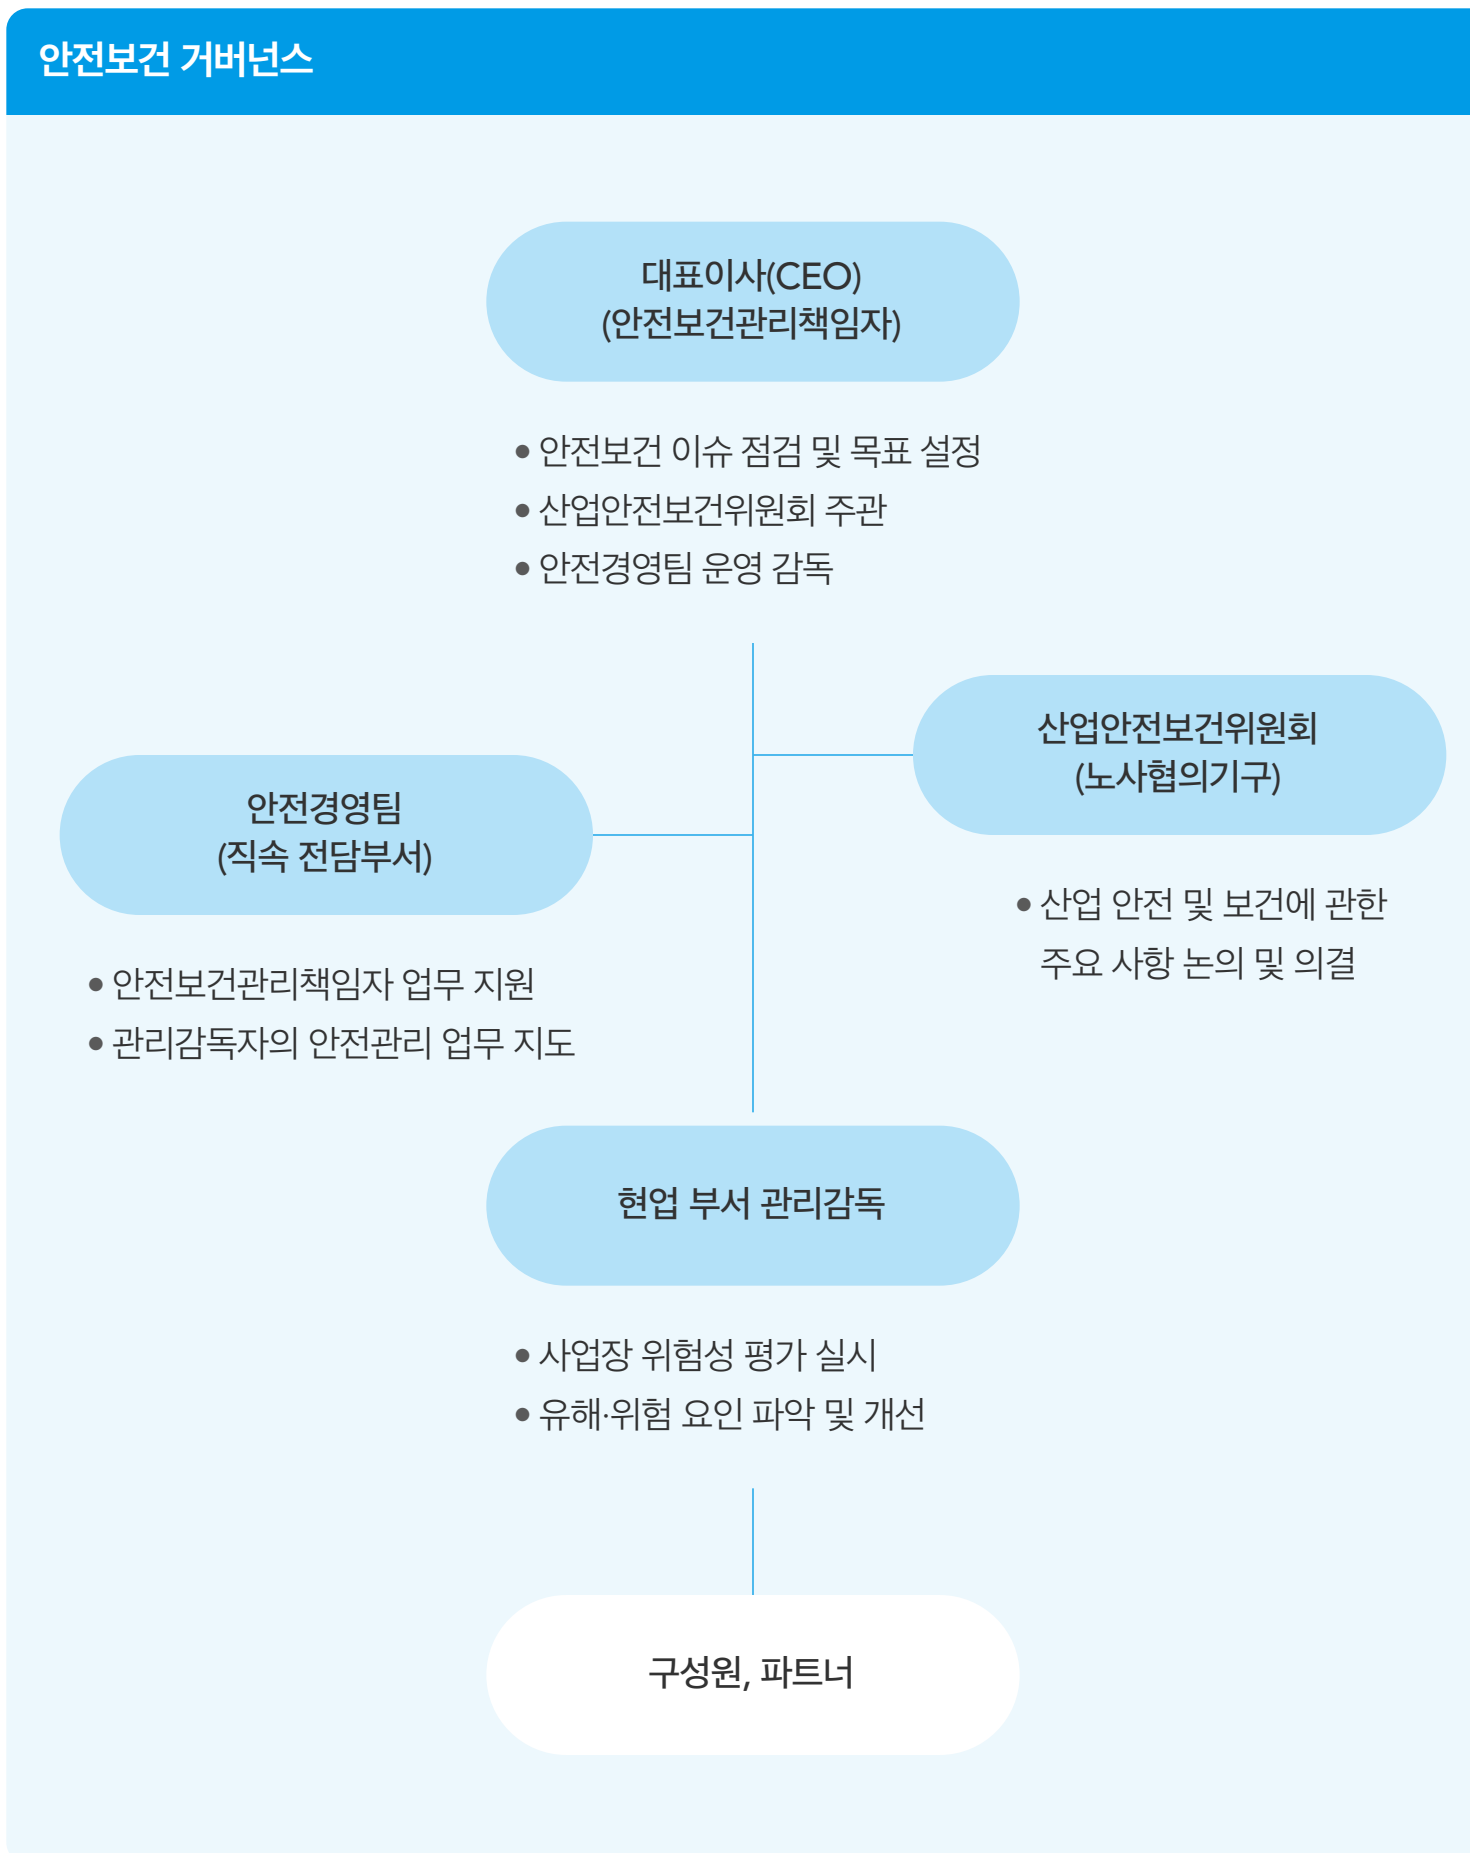 안전보건 거버넌스
대표이사(CEO)
(안전보건관리책임자)
● 안전보건 이슈 점검 및 목표 설정
● 산업안전보건위원회 주관
● 안전경영팀 운영 감독
산업안전보건위원회
(노사협의기구)
● 산업 안전 및 보건에 관한
주요 사항 논의 및 의결
안전경영팀
(직속 전담부서)
● 안전보건관리책임자 업무 지원
● 관리감독자의 안전관리 업무 지도
현업 부서 관리감독
● 사업장 위험성 평가 실시
● 유해·위험 요인 파악 및 개선
구성원, 파트너